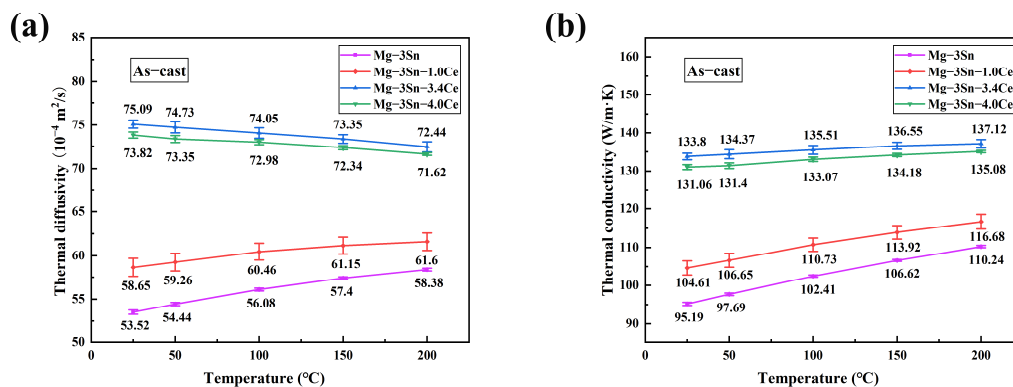 (a)
As−cast
Mg−3Sn
Mg−3Sn−1.0Ce
Mg−3Sn−3.4Ce
Mg−3Sn−4.0Ce
Thermal diffusivity（10⁻⁴ m²/s）
85
80
75
70
65
60
55
50
75.09 74.73 74.05 73.35 72.44
73.82 73.35 72.98 72.34 71.62
58.65 59.26 60.46 61.15 61.6
53.52 54.44 56.08 57.4 58.38
0 50 100 150 200
Temperature (°C)
(b)
As−cast
Mg−3Sn
Mg−3Sn−1.0Ce
Mg−3Sn−3.4Ce
Mg−3Sn−4.0Ce
Thermal conductivity (W/m·K)
160
150
140
130
120
110
100
90
133.8 134.37 135.51 136.55 137.12
131.06 131.4 133.07 134.18 135.08
104.61 106.65 110.73 113.92 116.68
95.19 97.69 102.41 106.62 110.24
0 50 100 150 200
Temperature (°C)